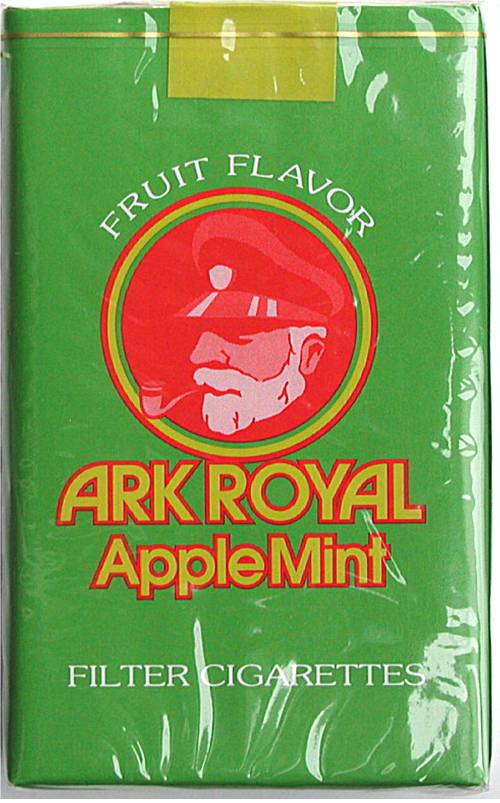 FRUIT FLAVOR
ARK ROYAL
AppleMint
FILTER CIGARETTES